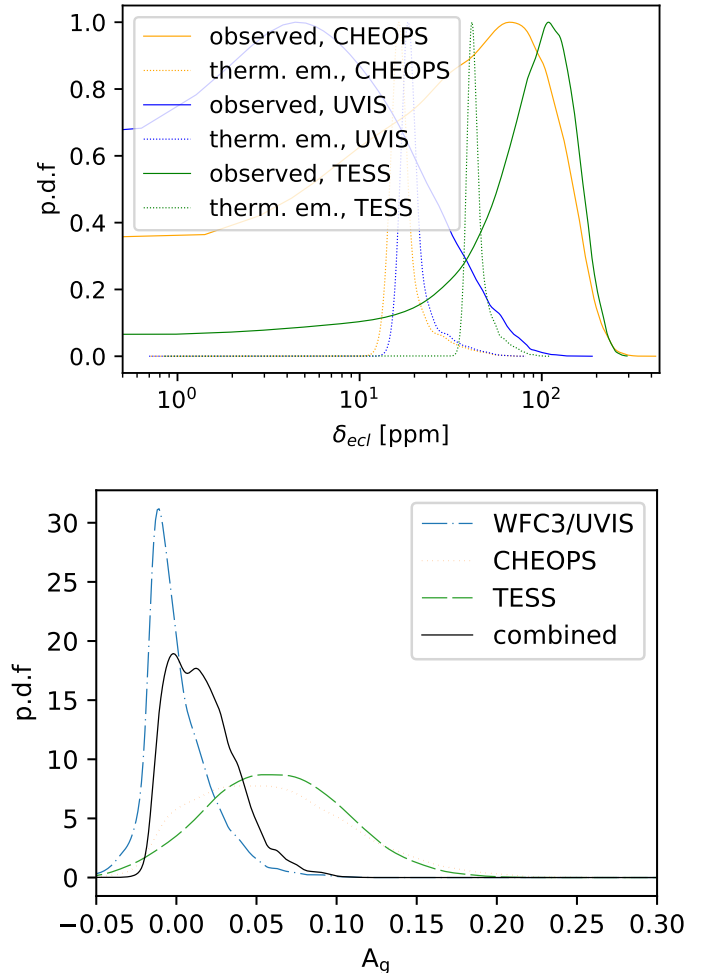 1.0
0.8
0.6
0.4
0.2
0.0
p.d.f
observed, CHEOPS
therm. em., CHEOPS
observed, UVIS
therm. em., UVIS
observed, TESS
therm. em., TESS
10⁰ 10¹ 10²
δ_ecl [ppm]
30
25
20
15
10
5
0
p.d.f
WFC3/UVIS
CHEOPS
TESS
combined
−0.05 0.00 0.05 0.10 0.15 0.20 0.25 0.30
A_g